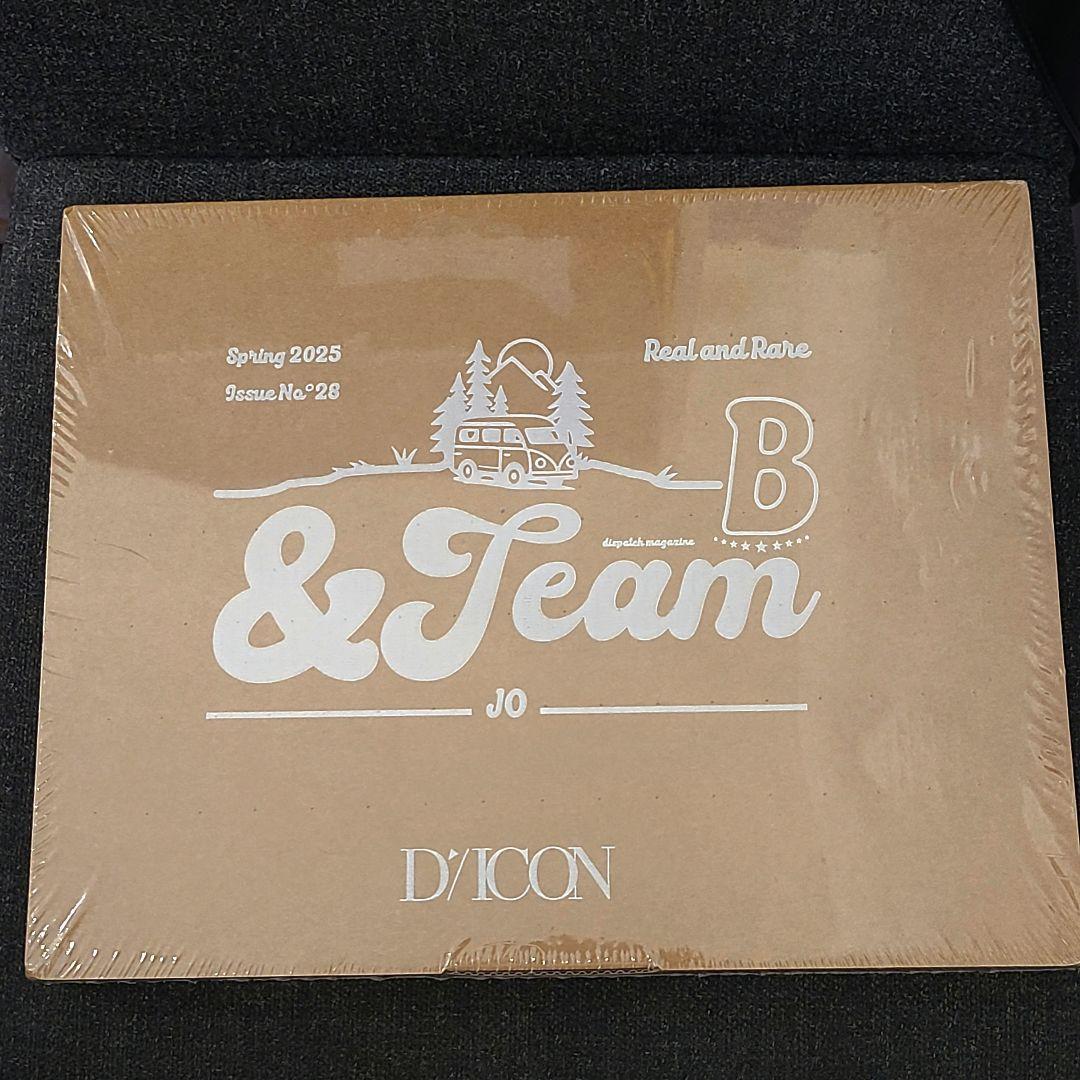 Spring 2025
Issue No°28
Real and Rare
B
dispatch magazine
&Team
JO
D'/ICON